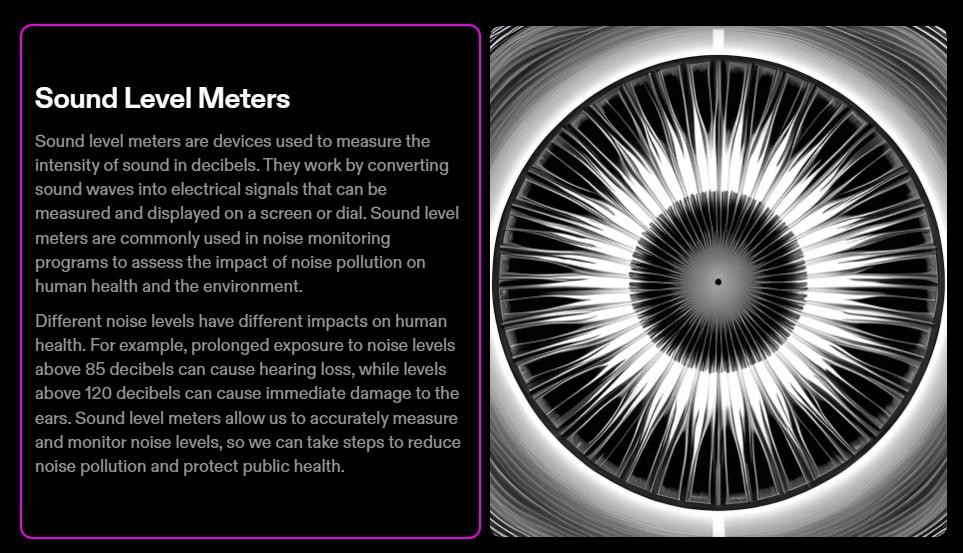 Sound Level Meters
Sound level meters are devices used to measure the
intensity of sound in decibels. They work by converting
sound waves into electrical signals that can be
measured and displayed on a screen or dial. Sound level
meters are commonly used in noise monitoring
programs to assess the impact of noise pollution on
human health and the environment.
Different noise levels have different impacts on human
health. For example, prolonged exposure to noise levels
above 85 decibels can cause hearing loss, while levels
above 120 decibels can cause immediate damage to the
ears. Sound level meters allow us to accurately measure
and monitor noise levels, so we can take steps to reduce
noise pollution and protect public health.